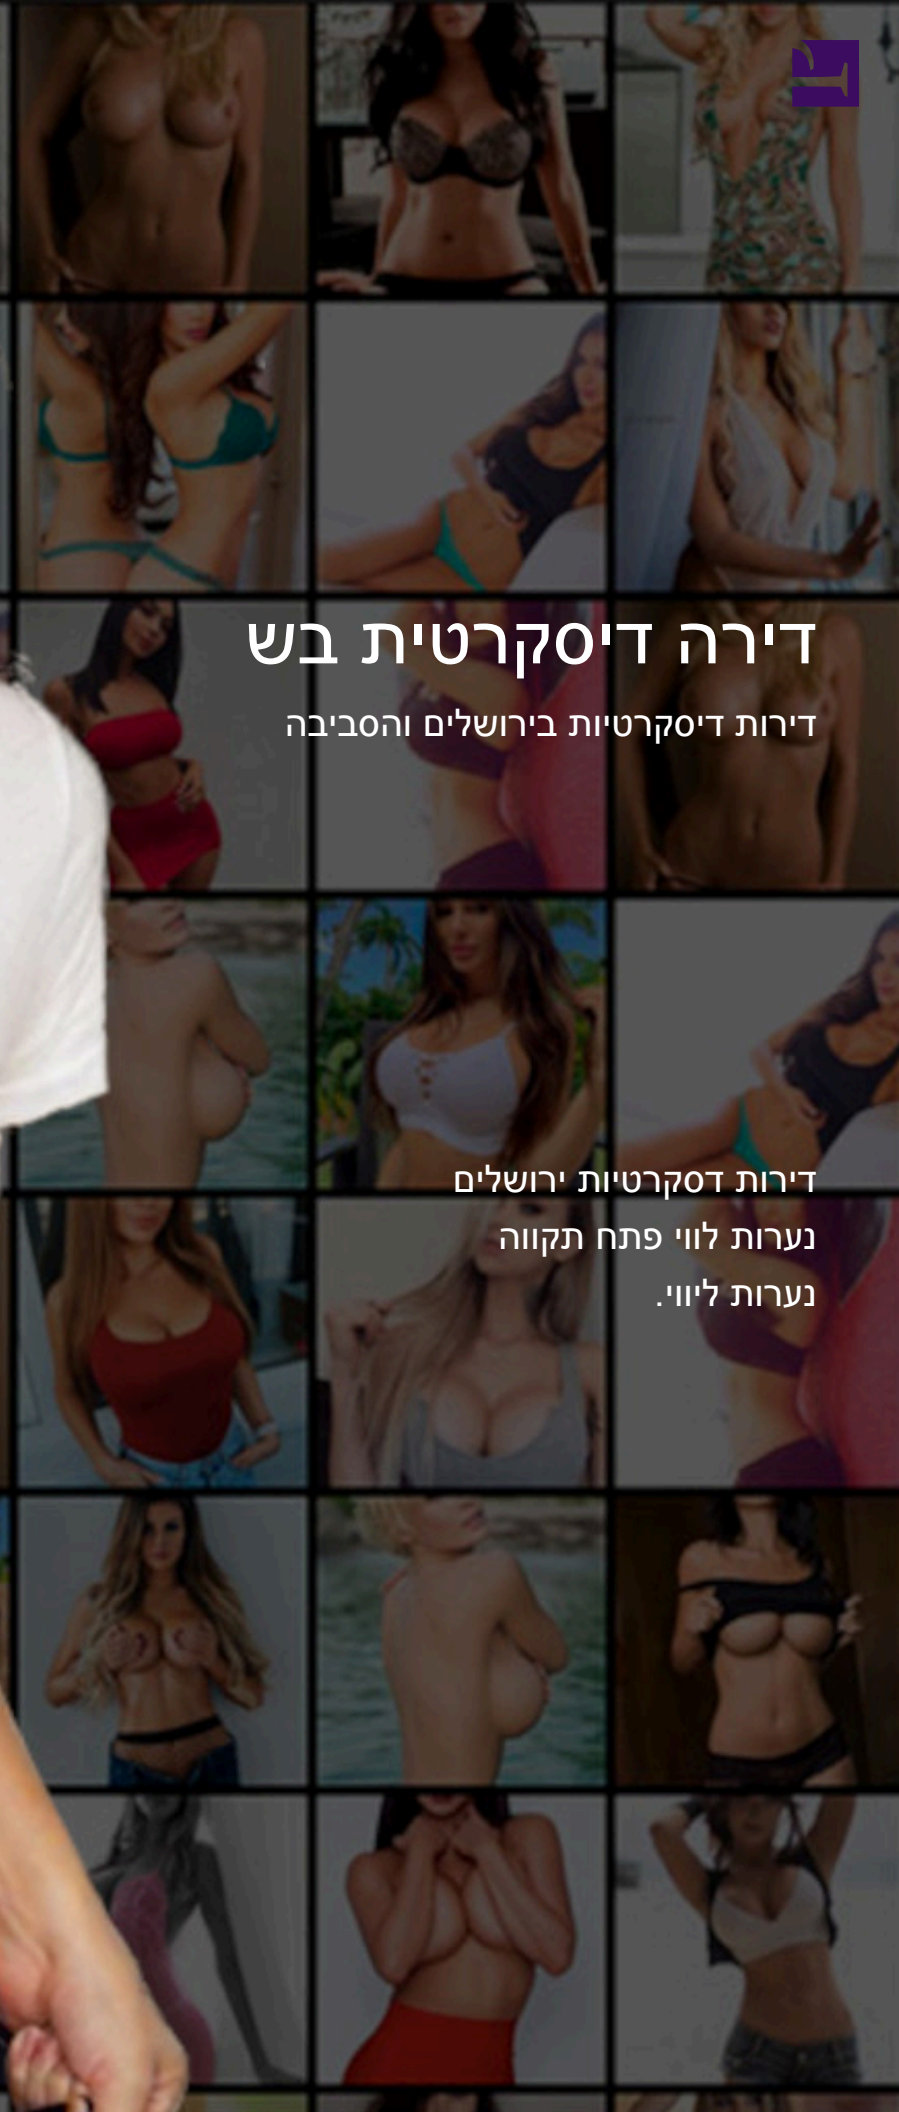 דירה דיסקרטית בש
דירות דיסקרטיות בירושלים והסביבה
דירות דסקרטיות ירושלים
נערות לווי פתח תקווה
נערות ליווי.